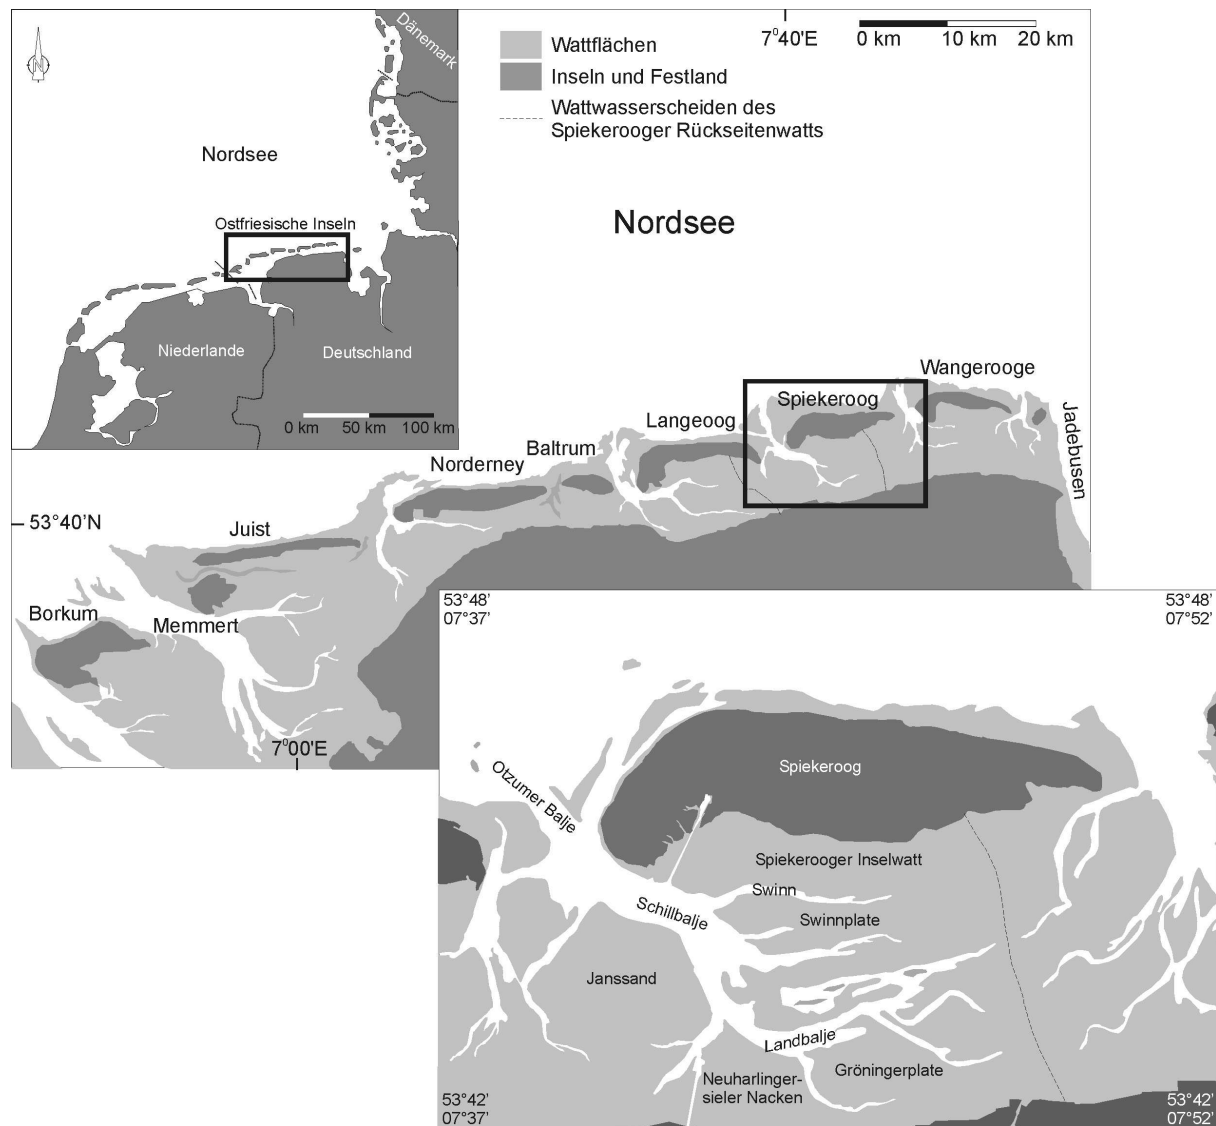 Dänemark
N
Nordsee
Ostfriesische Inseln
Niederlande
Deutschland
0 km
50 km
100 km
Wattflächen
Inseln und Festland
Wattwasserscheiden des
Spiekerooger Rückseitenwatts
7°40'E
0 km
10 km
20 km
Nordsee
Wangerooge
Spiekeroog
Langeoog
Baltrum
Norderney
Jadebusen
53°40'N
Juist
Borkum
Memmert
7°00'E
53°48'
07°37'
53°48'
07°52'
Otzumer Balje
Spiekeroog
Spiekerooger Inselwatt
Swinn
Schillbalje
Swinnplate
Janssand
Landbalje
Gröningerplate
Neuharlinger-
sieler Nacken
53°42'
07°37'
53°42'
07°52'